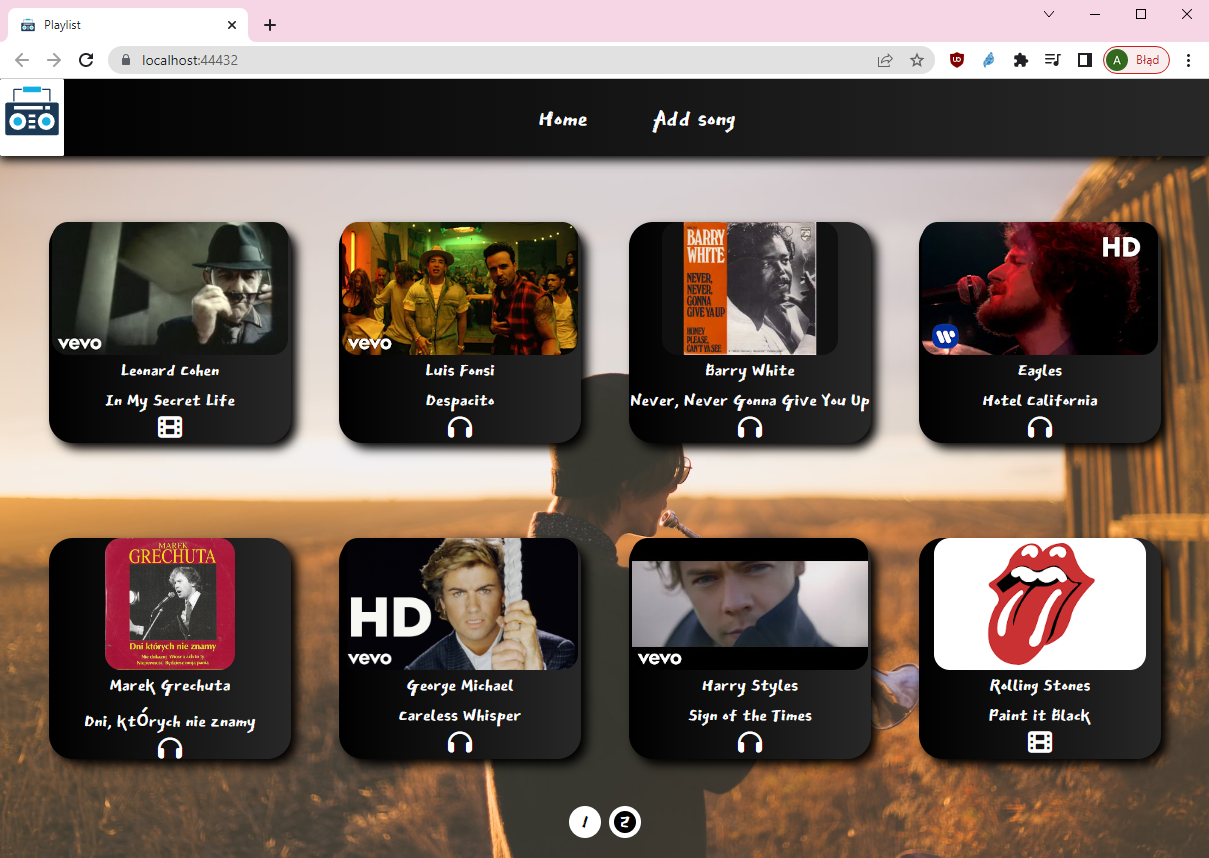 Playlist
localhost:44432
A Błąd
Home Add song
vevo
Leonard Cohen
In My Secret Life
vevo
Luis Fonsi
Despacito
BARRY
WHITE
NEVER,
NEVER,
GONNA
GIVE YA UP
HONEY
PLEASE,
CAN'T YA SEE
Barry White
Never, Never Gonna Give You Up
HD
Eagles
Hotel California
MAREK
GRECHUTA
Dni których nie znamy
Marek Grechuta
Dni, ktÓrych nie znamy
HD
vevo
George Michael
Careless Whisper
vevo
Harry Styles
Sign of the Times
Rolling Stones
Paint it Black
1 2